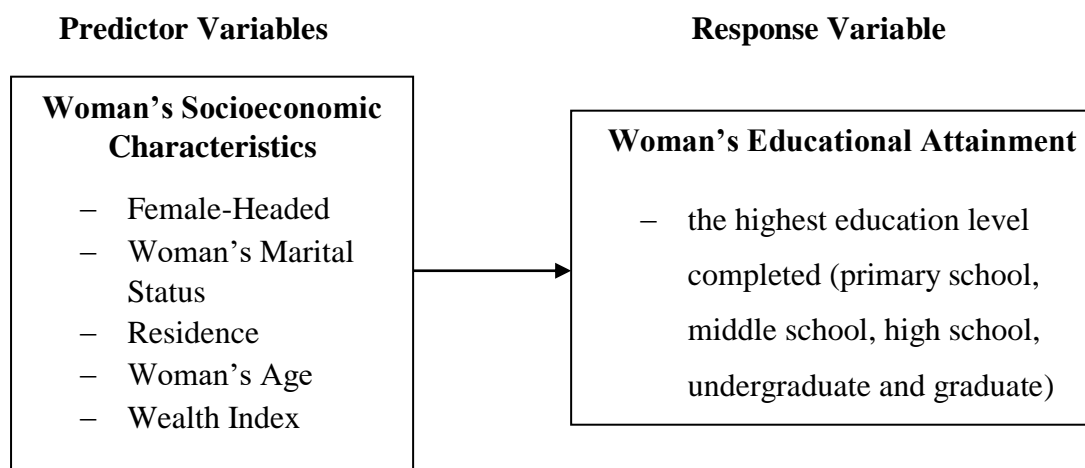 Predictor Variables
Response Variable
Woman’s Socioeconomic
Characteristics
– Female-Headed
– Woman’s Marital
Status
– Residence
– Woman’s Age
– Wealth Index
Woman’s Educational Attainment
– the highest education level
completed (primary school,
middle school, high school,
undergraduate and graduate)